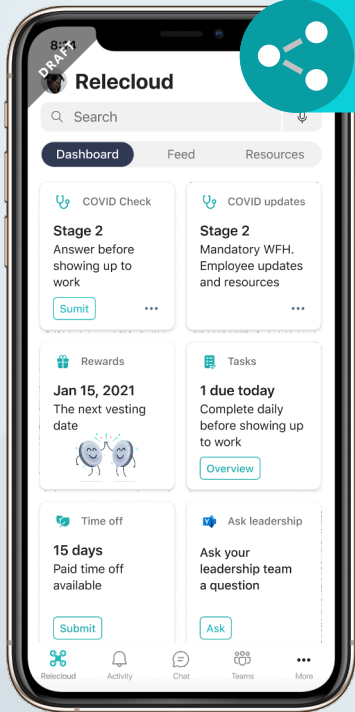 8:24
DRAFT
Relecloud
Search
Dashboard Feed Resources
COVID Check
Stage 2
Answer before
showing up to
work
Sumit
COVID updates
Stage 2
Mandatory WFH.
Employee updates
and resources
Rewards
Jan 15, 2021
The next vesting
date
Tasks
1 due today
Complete daily
before showing up
to work
Overview
Time off
15 days
Paid time off
available
Submit
Ask leadership
Ask your
leadership team
a question
Ask
Relecloud Activity Chat Teams More